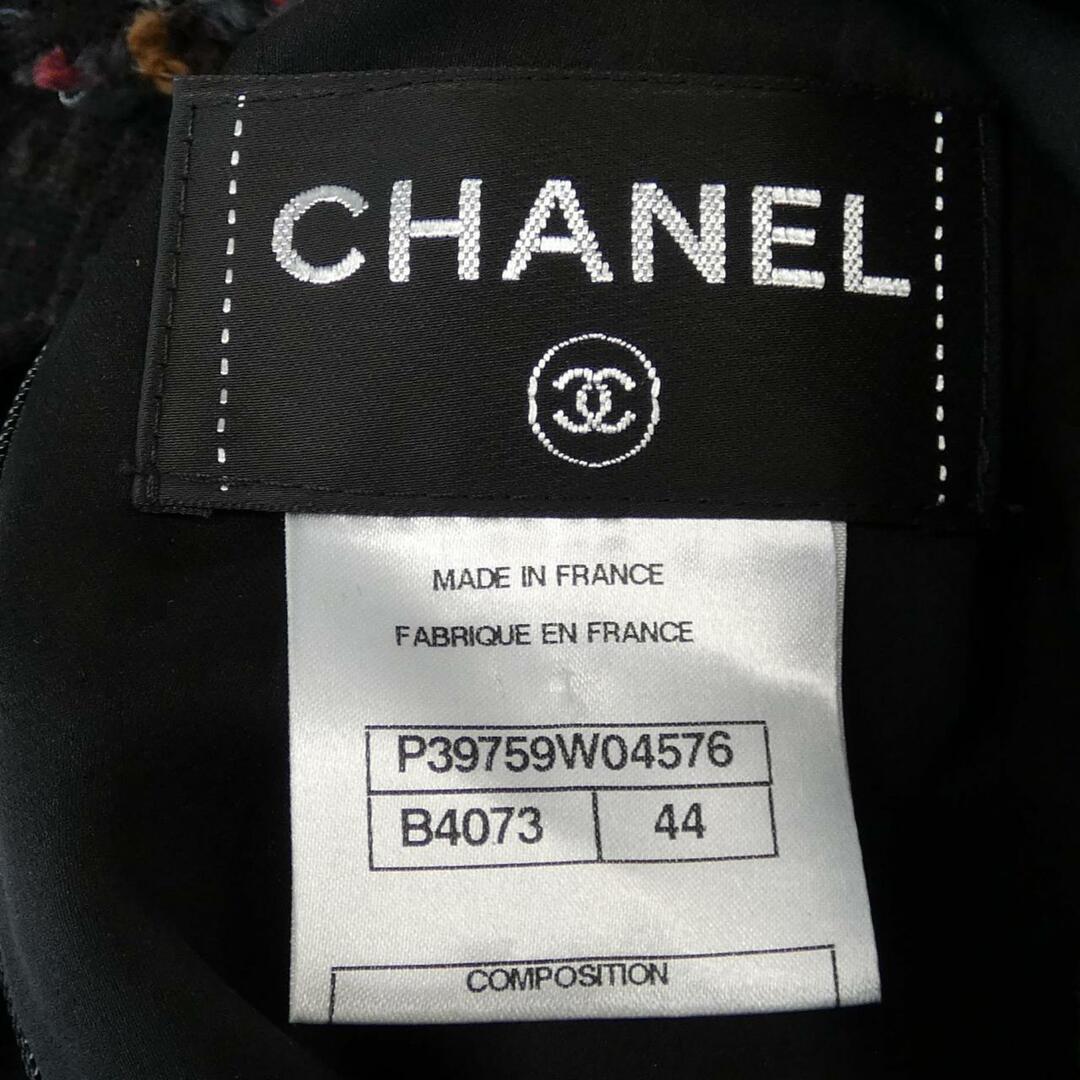 CHANEL
MADE IN FRANCE
FABRIQUE EN FRANCE
P39759W04576
B4073 44
COMPOSITION